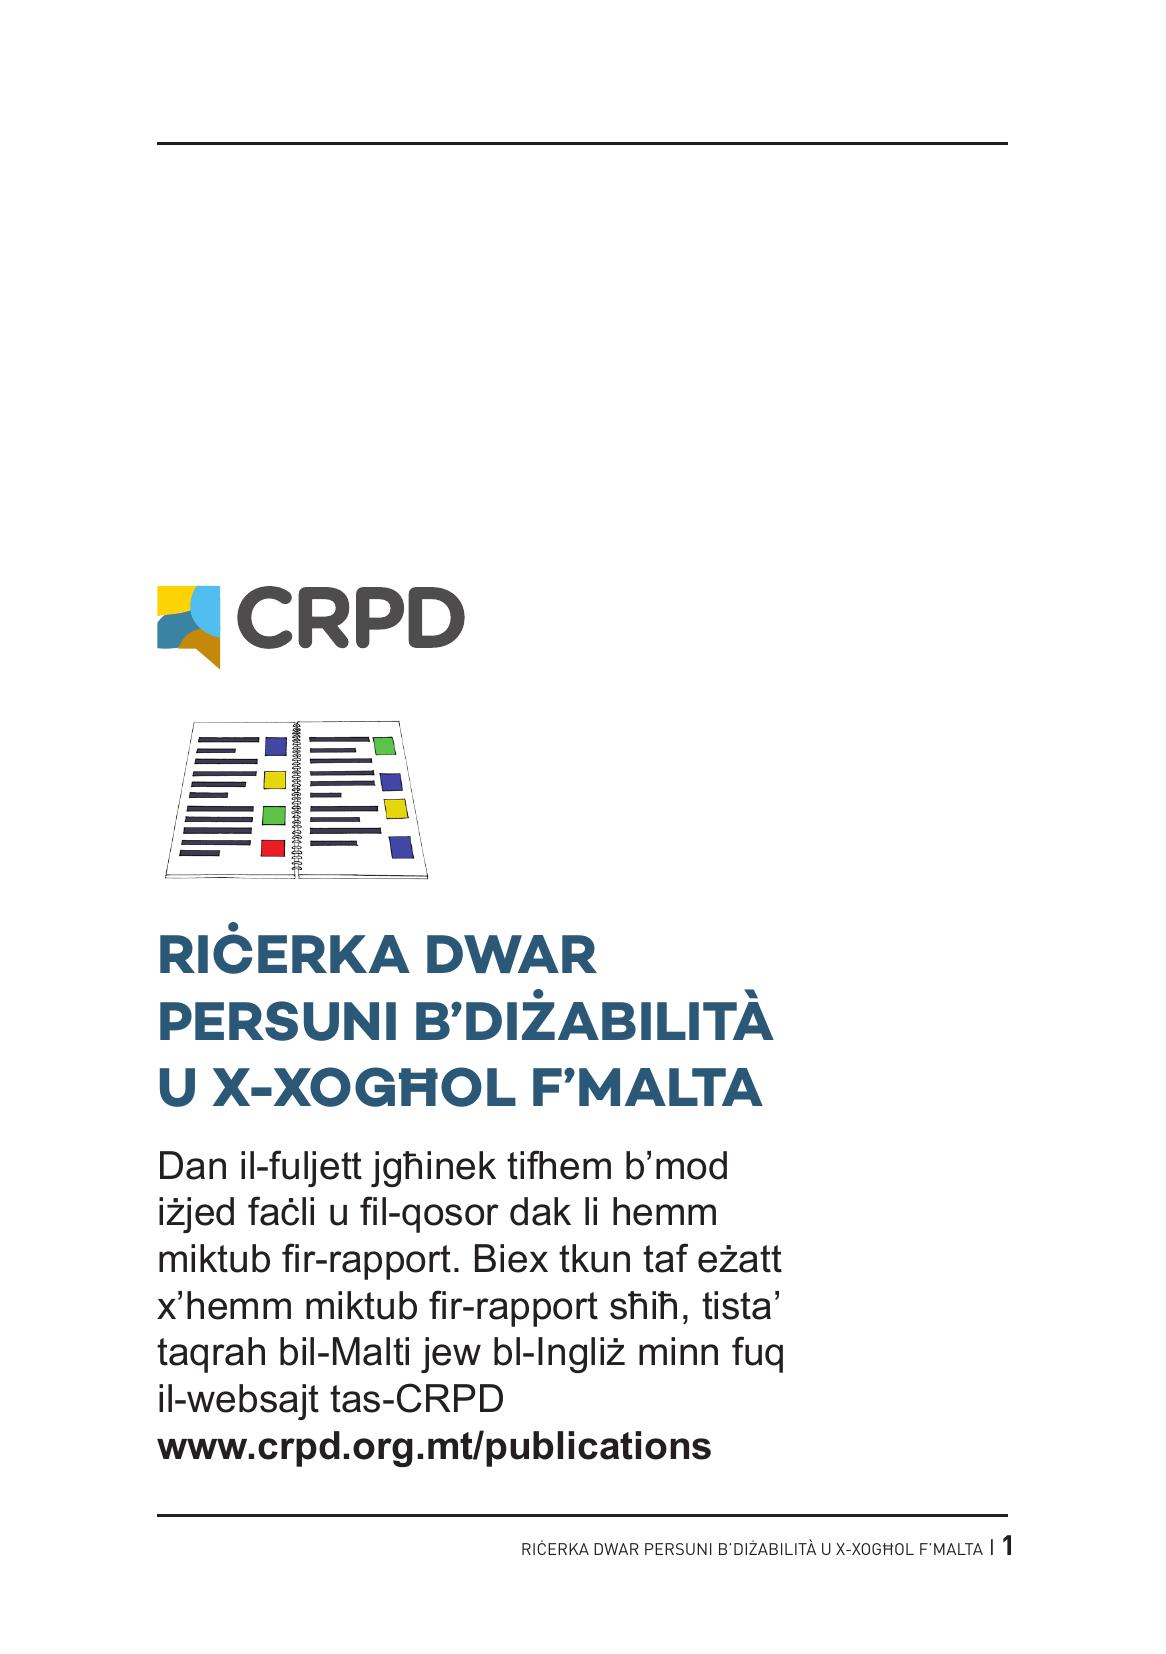 CRPD
RIĊERKA DWAR
PERSUNI B’DIŻABILITÀ
U X-XOGĦOL F’MALTA
Dan il-fuljett jgħinek tifhem b’mod
iżjed faċli u fil-qosor dak li hemm
miktub fir-rapport. Biex tkun taf eżatt
x’hemm miktub fir-rapport sħiħ, tista’
taqrah bil-Malti jew bl-Ingliż minn fuq
il-websajt tas-CRPD
www.crpd.org.mt/publications
RIĊERKA DWAR PERSUNI B’DIŻABILITÀ U X-XOGĦOL F’MALTA | 1